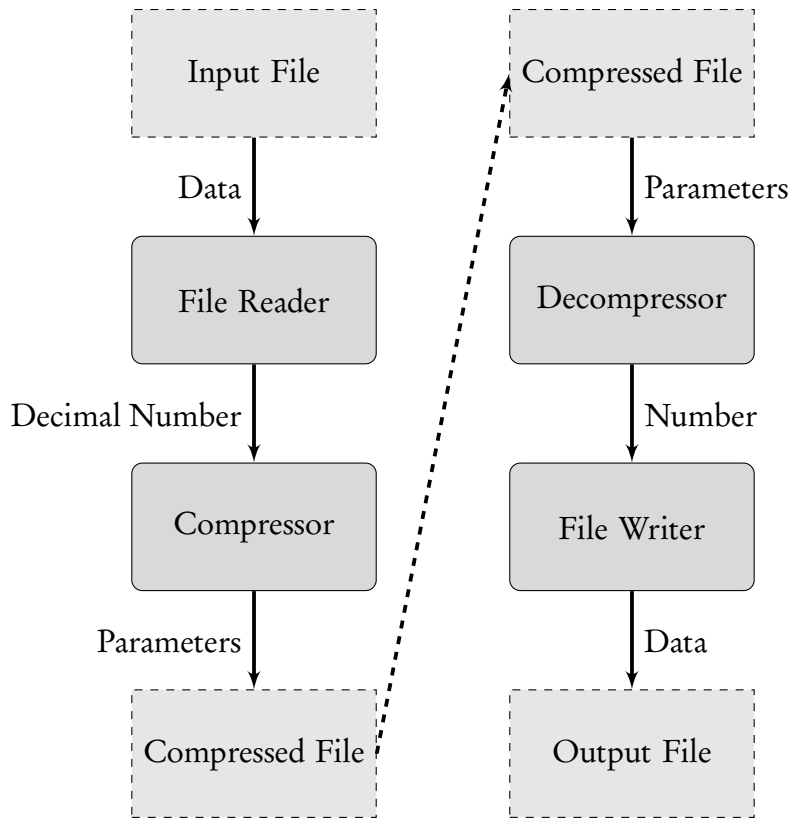 Input File
Data
File Reader
Decimal Number
Compressor
Parameters
Compressed File
Compressed File
Parameters
Decompressor
Number
File Writer
Data
Output File